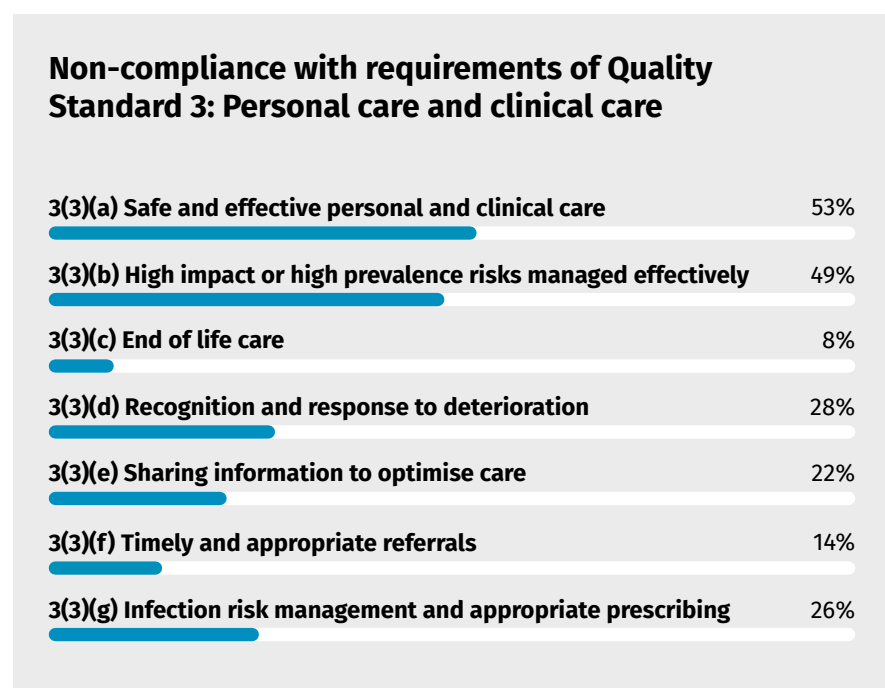 Non-compliance with requirements of Quality
Standard 3: Personal care and clinical care
3(3)(a) Safe and effective personal and clinical care 53%
3(3)(b) High impact or high prevalence risks managed effectively 49%
3(3)(c) End of life care 8%
3(3)(d) Recognition and response to deterioration 28%
3(3)(e) Sharing information to optimise care 22%
3(3)(f) Timely and appropriate referrals 14%
3(3)(g) Infection risk management and appropriate prescribing 26%